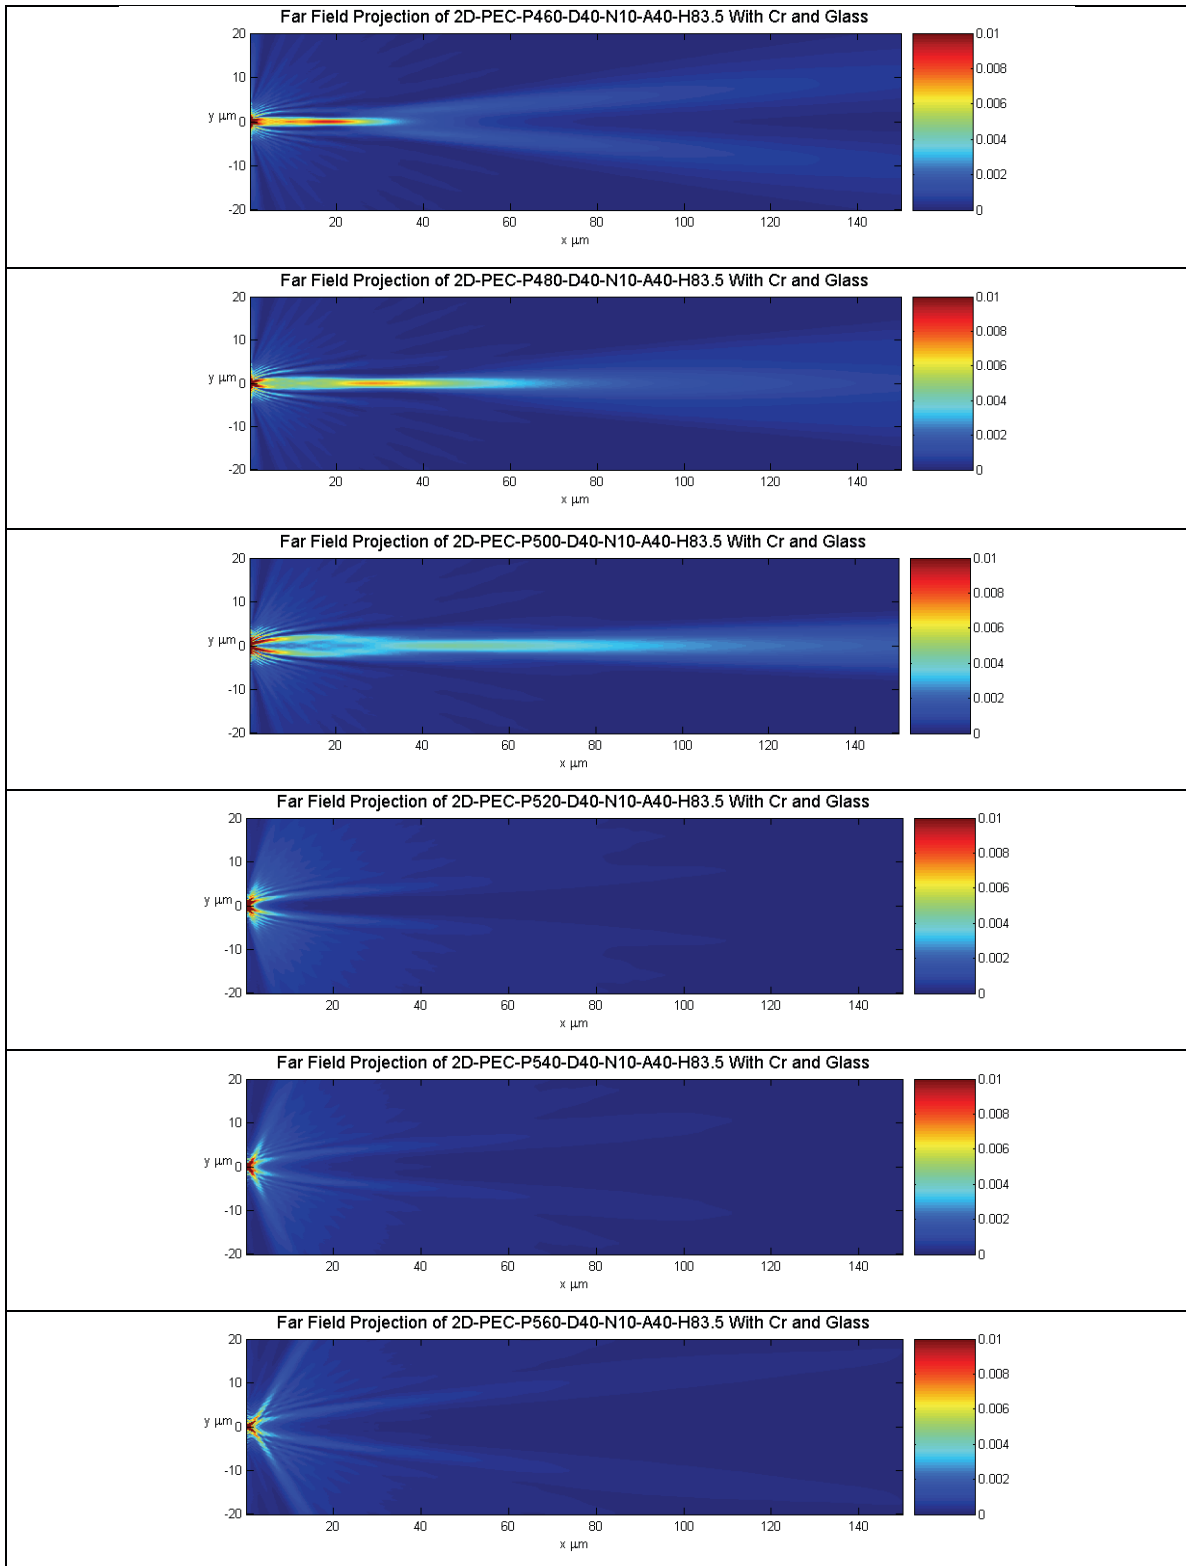 Far Field Projection of 2D-PEC-P460-D40-N10-A40-H83.5 With Cr and Glass
20
10
y μm 0
-10
-20
20 40 60 80 100 120 140
x μm
0.01
0.008
0.006
0.004
0.002
0
Far Field Projection of 2D-PEC-P480-D40-N10-A40-H83.5 With Cr and Glass
20
10
y μm 0
-10
-20
20 40 60 80 100 120 140
x μm
0.01
0.008
0.006
0.004
0.002
0
Far Field Projection of 2D-PEC-P500-D40-N10-A40-H83.5 With Cr and Glass
20
10
y μm 0
-10
-20
20 40 60 80 100 120 140
x μm
0.01
0.008
0.006
0.004
0.002
0
Far Field Projection of 2D-PEC-P520-D40-N10-A40-H83.5 With Cr and Glass
20
10
y μm 0
-10
-20
20 40 60 80 100 120 140
x μm
0.01
0.008
0.006
0.004
0.002
0
Far Field Projection of 2D-PEC-P540-D40-N10-A40-H83.5 With Cr and Glass
20
10
y μm 0
-10
-20
20 40 60 80 100 120 140
x μm
0.01
0.008
0.006
0.004
0.002
0
Far Field Projection of 2D-PEC-P560-D40-N10-A40-H83.5 With Cr and Glass
20
10
y μm 0
-10
-20
20 40 60 80 100 120 140
x μm
0.01
0.008
0.006
0.004
0.002
0